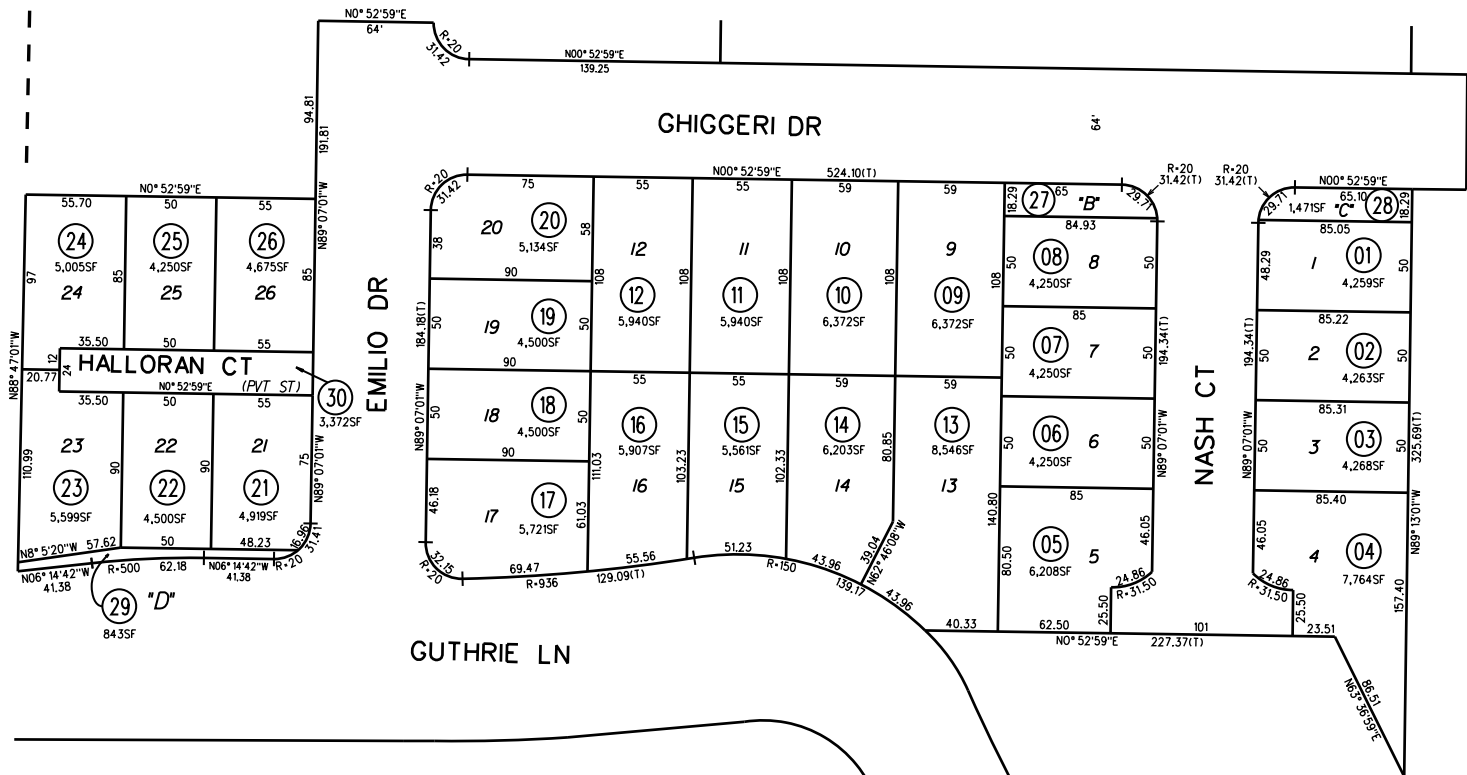 N0° 52'59"E
64'
R=20
31.42
N00° 52'59"E
139.25
94.81
191.81
N89° 07'01"W
GHIGGERI DR
64'
N0° 52'59"E
55.70
50
55
24
5,005SF
24
25
4,250SF
25
26
4,675SF
26
97
85
85
35.50
50
55
N88° 47'01"W
12
24
20.77
HALLORAN CT
N0° 52'59"E
(PVT ST)
30
3,372SF
35.50
50
55
23
22
21
110.99
90
90
75
N89° 07'01"W
23
5,599SF
22
4,500SF
21
4,919SF
N8° 5'20"W
57.62
50
48.23
16.96
31.41
R=20
N06° 14'42"W
41.38
R=500
62.18
N06° 14'42"W
41.38
29
"D"
843SF
EMILIO DR
R=20
31.42
75
55
N00° 52'59"E
55
524.10(T)
59
59
38
20
20
5,134SF
58
90
184.18(T)
50
19
19
4,500SF
50
90
N89° 07'01"W
50
18
18
4,500SF
90
46.18
17
17
5,721SF
61.03
32.15
R=20
69.47
R=936
12
12
5,940SF
108
11
11
5,940SF
108
10
10
6,372SF
108
9
09
6,372SF
108
108
55
55
59
59
16
5,907SF
16
111.03
15
5,561SF
15
103.23
14
6,203SF
14
102.33
80.85
13
8,546SF
13
140.80
55.56
129.09(T)
51.23
R=150
43.96
139.17
39.04
N62° 46'08"W
43.96
40.33
GUTHRIE LN
18.29
27
65
"B"
29.71
R=20
31.42(T)
84.93
50
08
4,250SF
8
50
85
50
07
4,250SF
7
50
194.34(T)
50
06
4,250SF
6
50
N89° 07'01"W
85
80.50
05
6,208SF
5
46.05
24.86
R=31.50
25.50
62.50
N0° 52'59"E
101
227.37(T)
NASH CT
R=20
31.42(T)
N00° 52'59"E
29.71
65.10
1,471SF
"C"
28
18.29
85.05
48.29
1
01
4,259SF
50
85.22
194.34(T)
50
2
02
4,263SF
50
85.31
N89° 07'01"W
50
3
03
4,268SF
50
325.69(T)
85.40
46.05
4
04
7,764SF
N89° 13'01"W
157.40
24.86
R=31.50
25.50
23.51
86.51
N63° 36'59"E